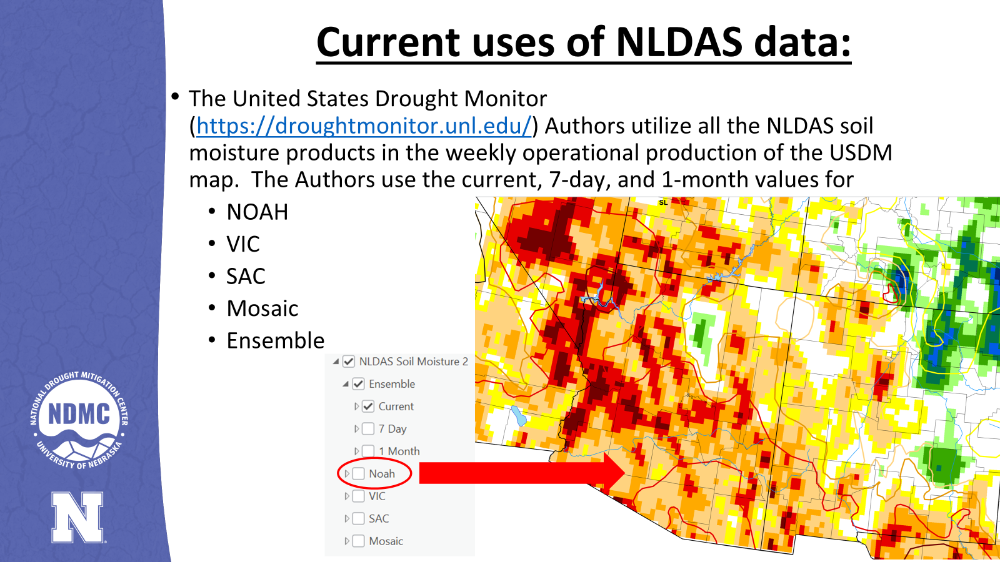 Current uses of NLDAS data:
• The United States Drought Monitor
(https://droughtmonitor.unl.edu/) Authors utilize all the NLDAS soil
moisture products in the weekly operational production of the USDM
map.  The Authors use the current, 7-day, and 1-month values for
• NOAH
• VIC
• SAC
• Mosaic
• Ensemble
SL
NLDAS Soil Moisture 2
Ensemble
Current
7 Day
1 Month
Noah
VIC
SAC
Mosaic
NATIONAL DROUGHT MITIGATION CENTER
NDMC
• UNIVERSITY OF NEBRASKA •
N